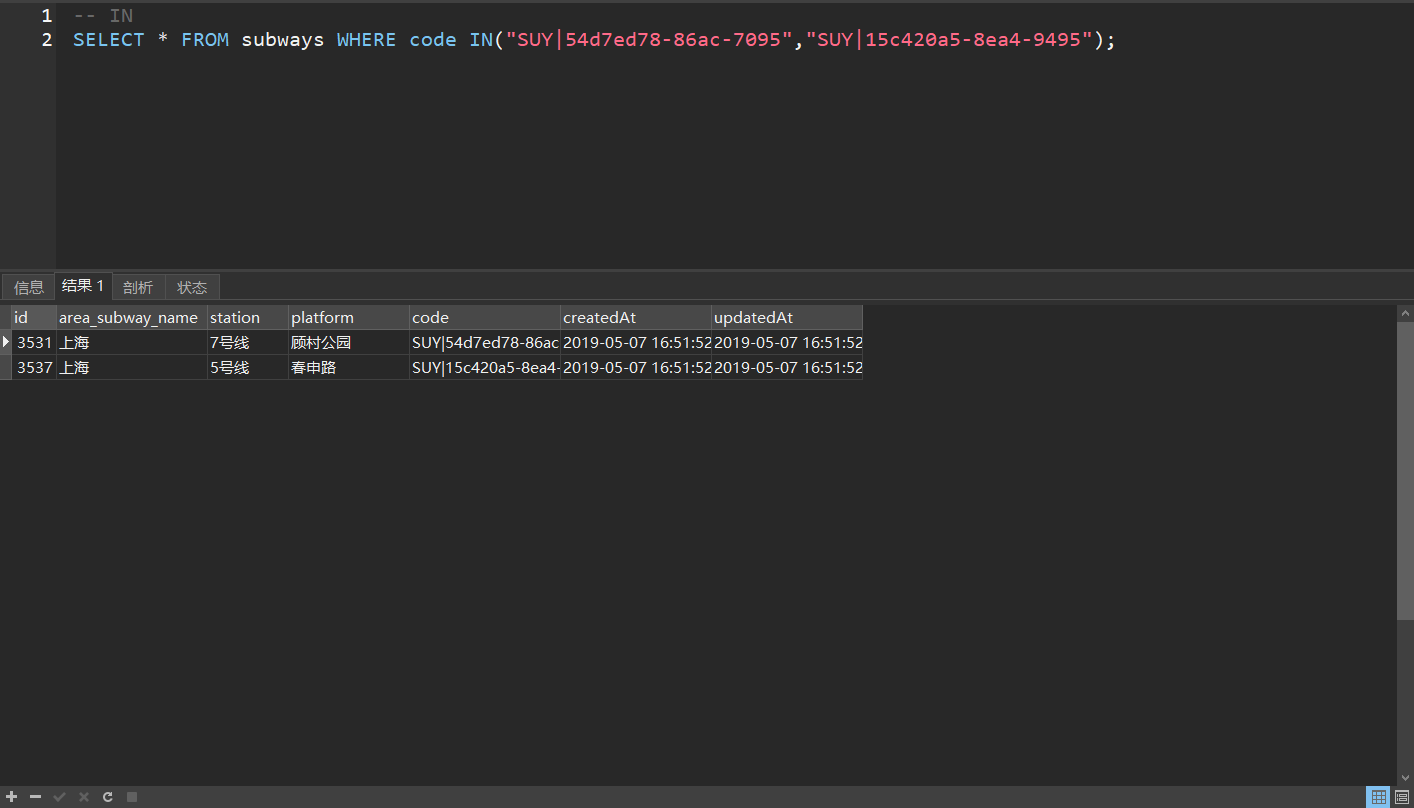 1 -- IN
2 SELECT * FROM subways WHERE code IN("SUY|54d7ed78-86ac-7095","SUY|15c420a5-8ea4-9495");
信息 结果 1 剖析 状态
id area_subway_name station platform code createdAt updatedAt
3531 上海 7号线 顾村公园 SUY|54d7ed78-86ac 2019-05-07 16:51:52 2019-05-07 16:51:52
3537 上海 5号线 春申路 SUY|15c420a5-8ea4- 2019-05-07 16:51:52 2019-05-07 16:51:52